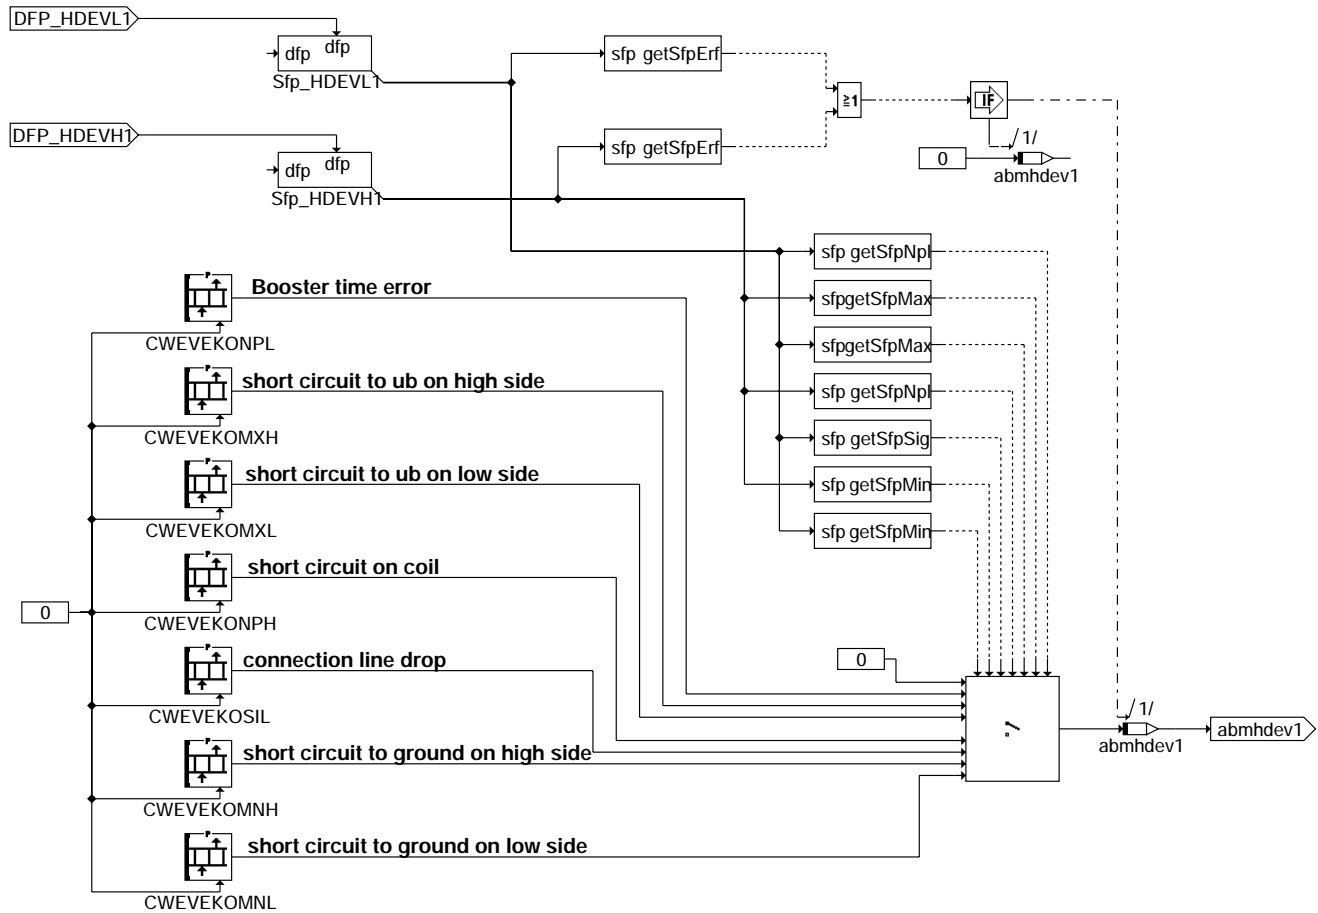 DFP_HDEVL1
dfp
dfp
Sfp_HDEVL1
sfp getSfpErf
≧1
IF
/1/
0
abmhdev1
DFP_HDEVH1
dfp
dfp
Sfp_HDEVH1
sfp getSfpErf
sfp getSfpNpl
sfpgetSfpMax
sfpgetSfpMax
sfp getSfpNpl
sfp getSfpSig
sfp getSfpMin
sfp getSfpMin
P
Booster time error
CWEVEKONPL
P
short circuit to ub on high side
CWEVEKOMXH
P
short circuit to ub on low side
CWEVEKOMXL
P
short circuit on coil
CWEVEKONPH
0
P
connection line drop
CWEVEKOSIL
0
P
short circuit to ground on high side
CWEVEKOMNH
/1/
abmhdev1
abmhdev1
P
short circuit to ground on low side
CWEVEKOMNL